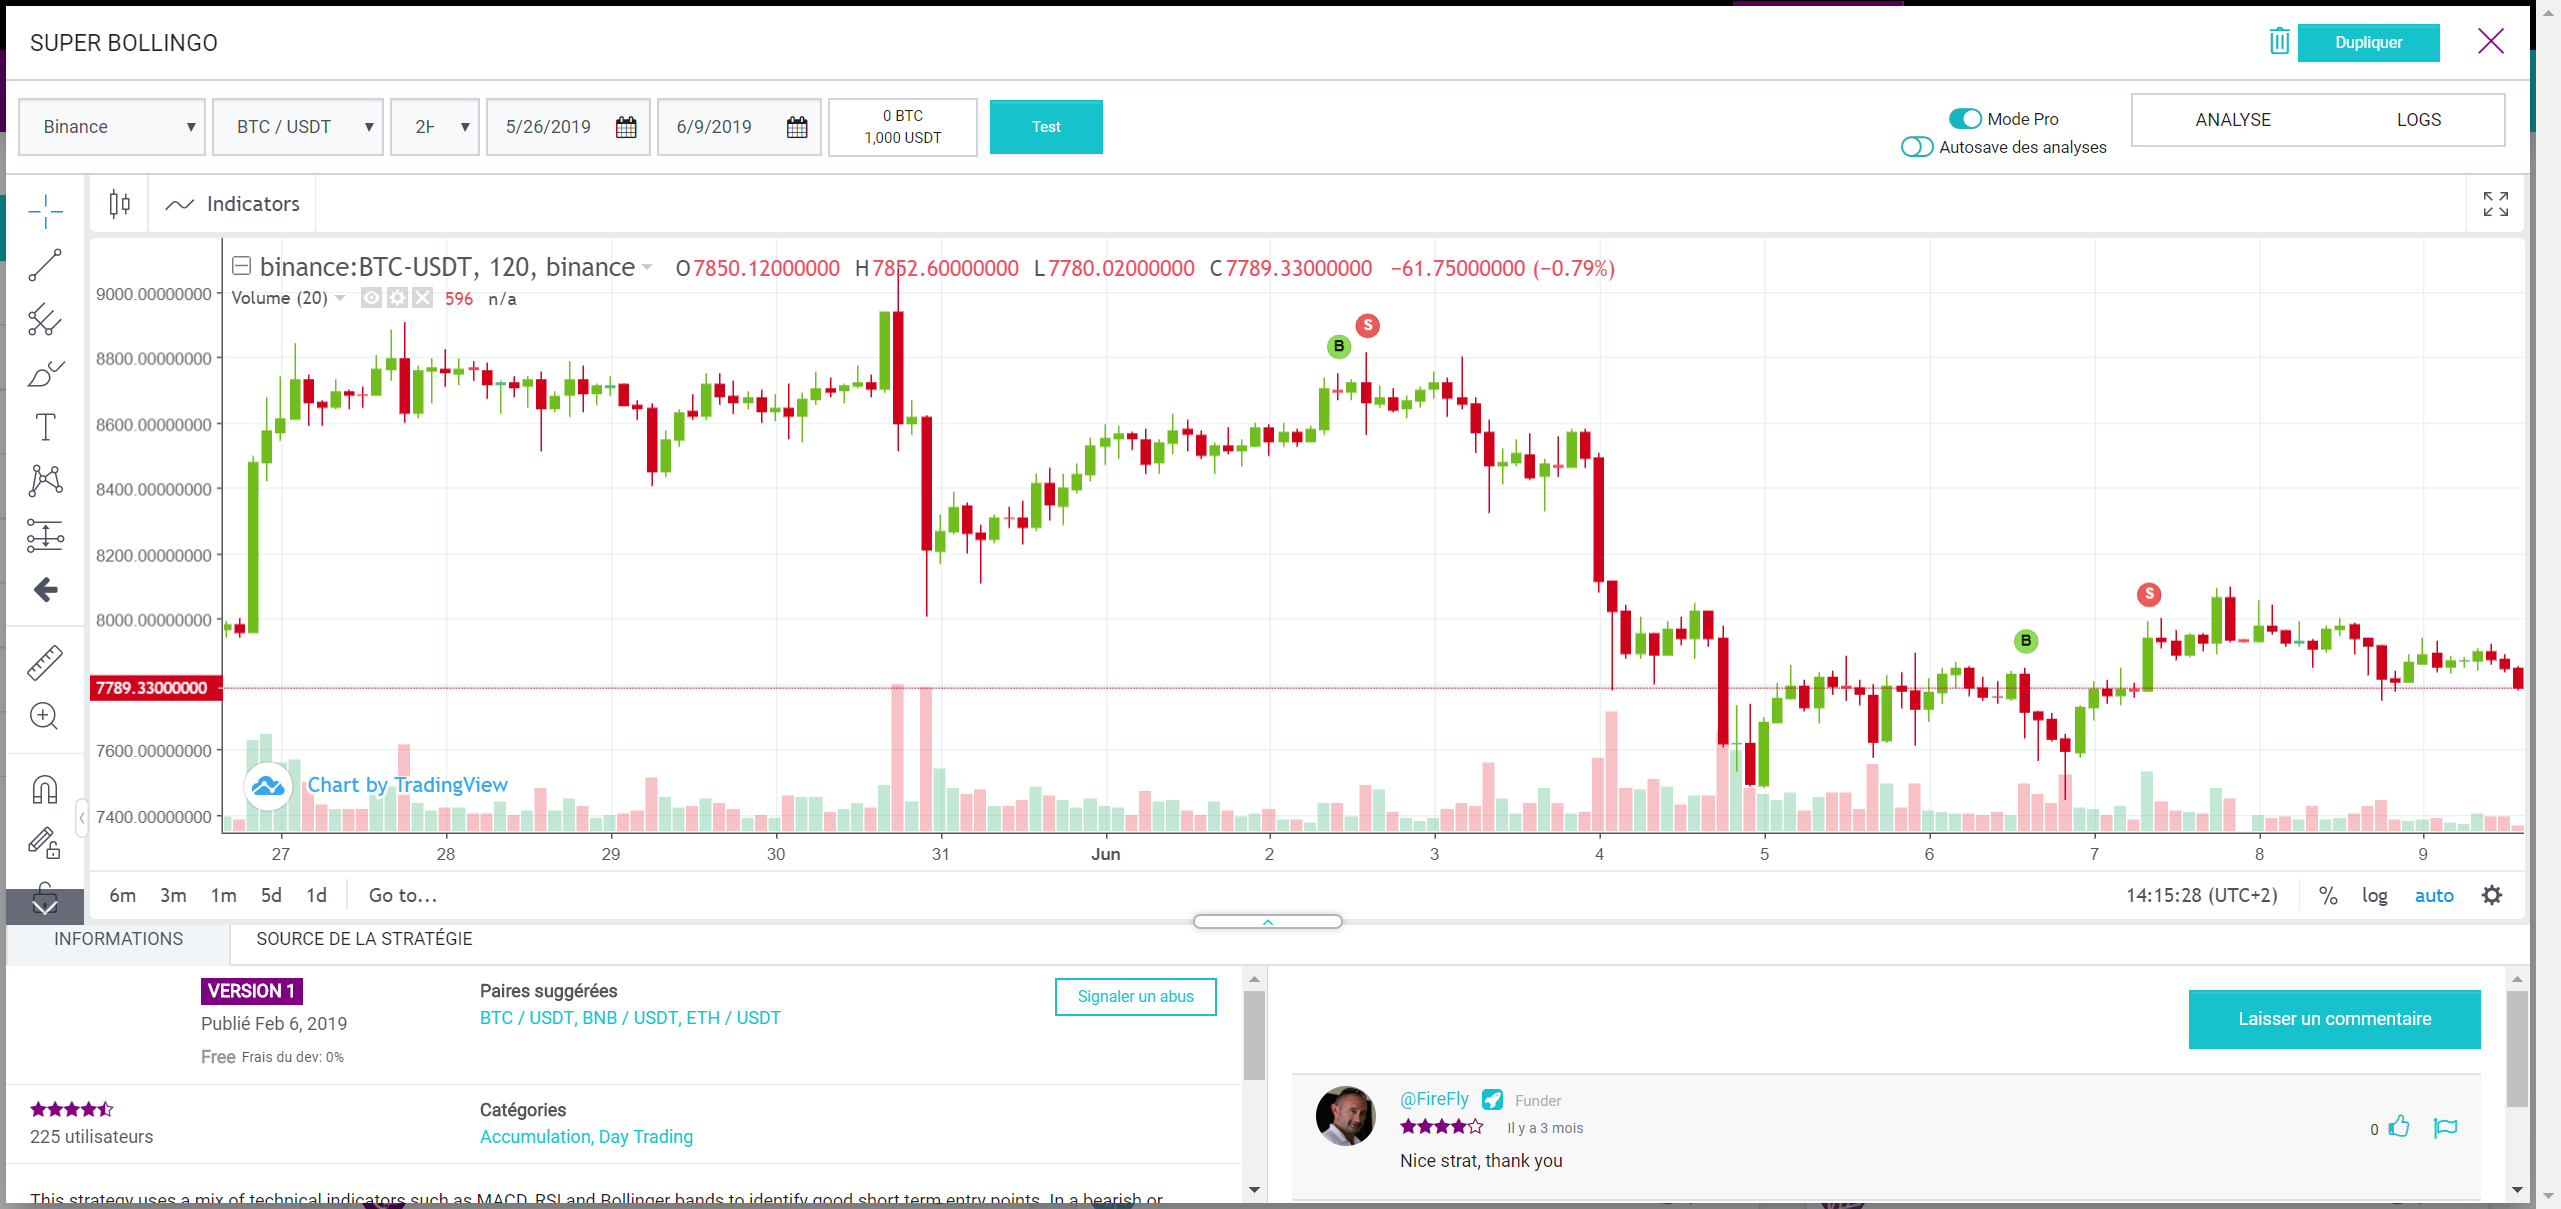 SUPER BOLLINGO
Dupliquer
Binance
BTC / USDT
5/26/2019
6/9/2019
0 BTC
1,000 USDT
Test
Mode Pro
Autosave des analyses
ANALYSE
LOGS
Indicators
binance:BTC-USDT, 120, binance O7850.12000000 H7852.60000000 L7780.02000000 C7789.33000000 −61.75000000 (−0.79%)
Volume (20) 596 n/a
9000.00000000
8800.00000000
8600.00000000
8400.00000000
8200.00000000
8000.00000000
7789.33000000
7600.00000000
7400.00000000
B
S
B
S
Chart by TradingView
27 28 29 30 31 Jun 2 3 4 5 6 7 8 9
6m 3m 1m 5d 1d Go to...
14:15:28 (UTC+2) % log auto
INFORMATIONS
SOURCE DE LA STRATÉGIE
VERSION 1
Publié Feb 6, 2019
Free Frais du dev: 0%
Paires suggérées
BTC / USDT, BNB / USDT, ETH / USDT
Signaler un abus
225 utilisateurs
Catégories
Accumulation, Day Trading
This strategy uses a mix of technical indicators such as MACD, RSI and Bollinger bands to identify good short term entry points. In a bearish or
Laisser un commentaire
@FireFly Funder
Il y a 3 mois
0
Nice strat, thank you